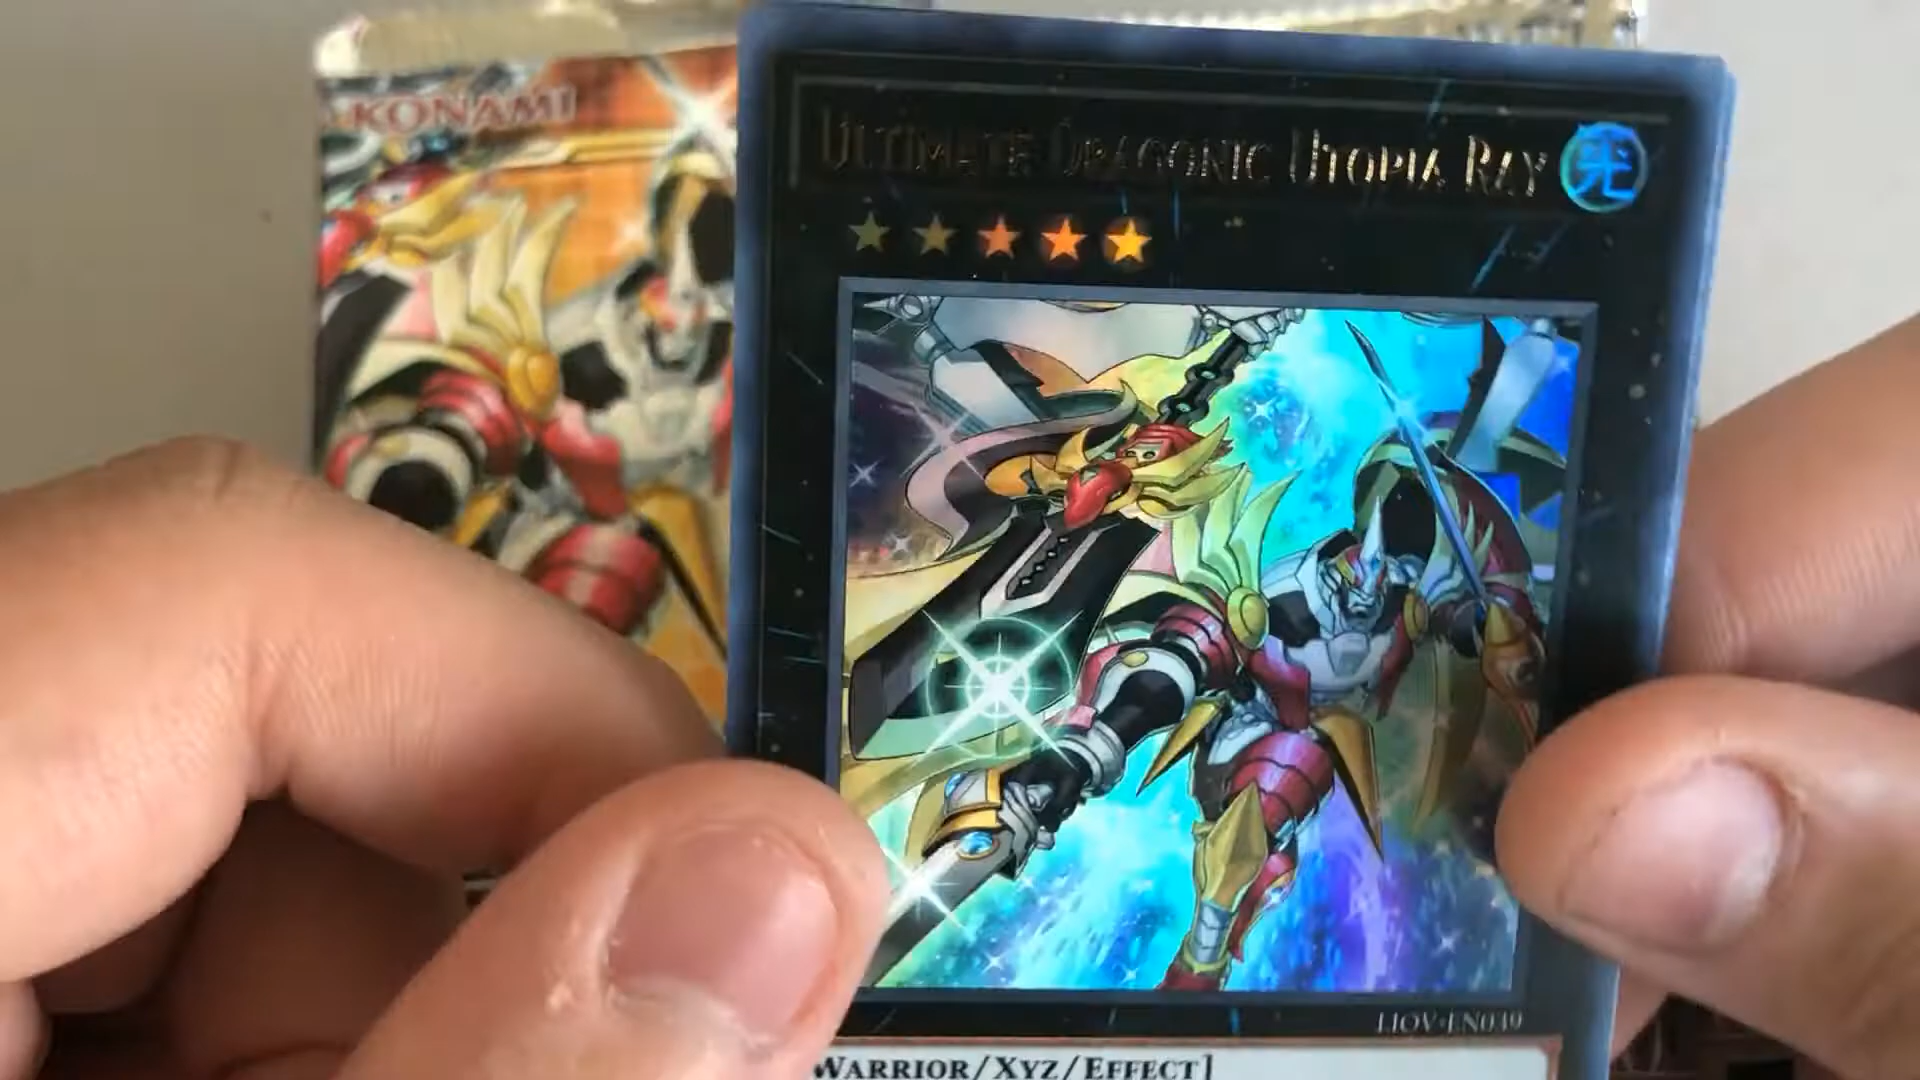 KONAMI
ULTIMATE DRAGONIC UTOPIA RAY
光
LIOV-EN039
WARRIOR/XYZ/EFFECT]